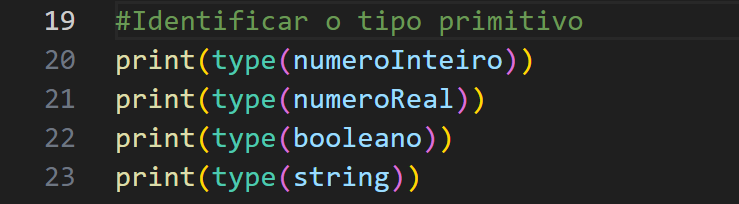 19 #Identificar o tipo primitivo
20 print(type(numeroInteiro))
21 print(type(numeroReal))
22 print(type(booleano))
23 print(type(string))